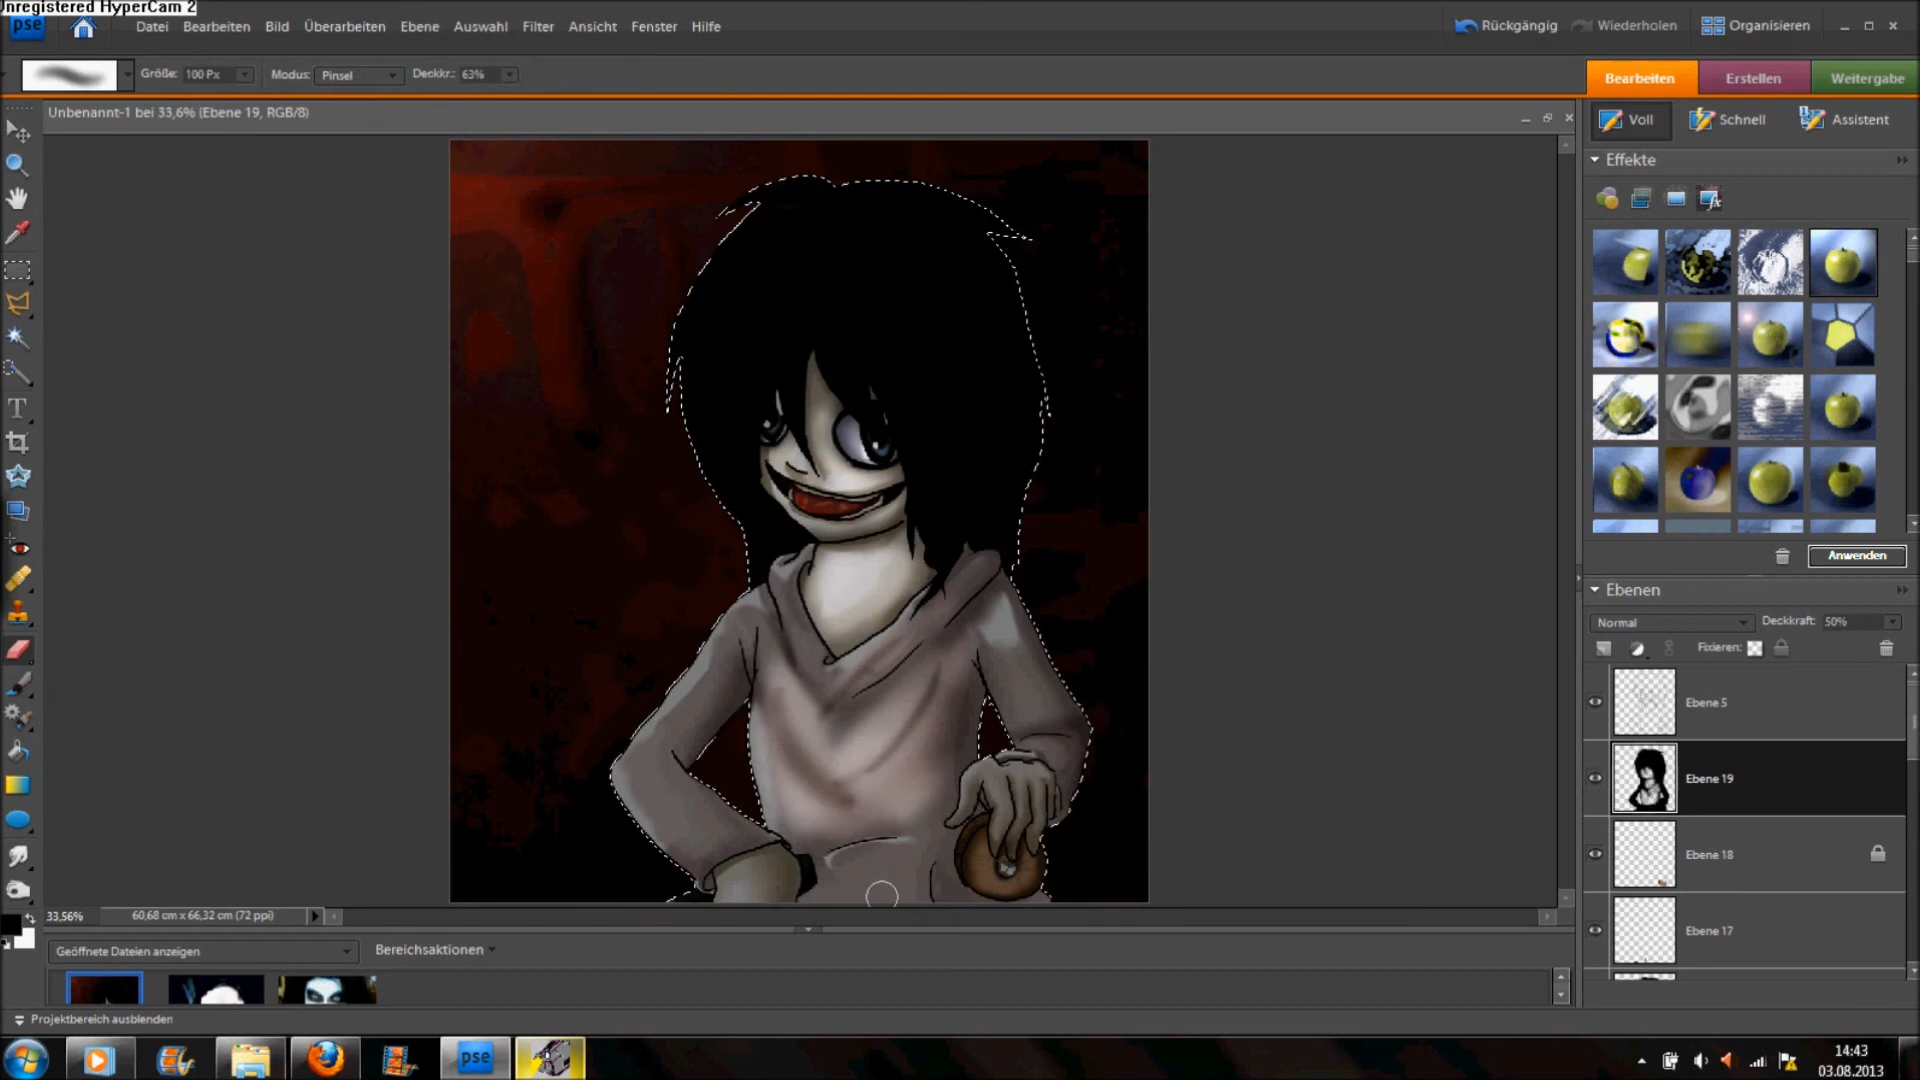 Unregistered HyperCam 2
pse
Datei Bearbeiten Bild Überarbeiten Ebene Auswahl Filter Ansicht Fenster Hilfe
Rückgängig Wiederholen Organisieren
Größe: 100 Px Modus: Pinsel Deckkr.: 63%
Bearbeiten Erstellen Weitergabe
Unbenannt-1 bei 33,6% (Ebene 19, RGB/8)
Voll Schnell Assistent
Effekte
Anwenden
Ebenen
Normal Deckkraft: 50%
Fixieren:
Ebene 5
Ebene 19
Ebene 18
Ebene 17
33,56% 60,68 cm x 66,32 cm (72 ppi)
Geöffnete Dateien anzeigen Bereichsaktionen
Projektbereich ausblenden
pse
14:43
03.08.2013